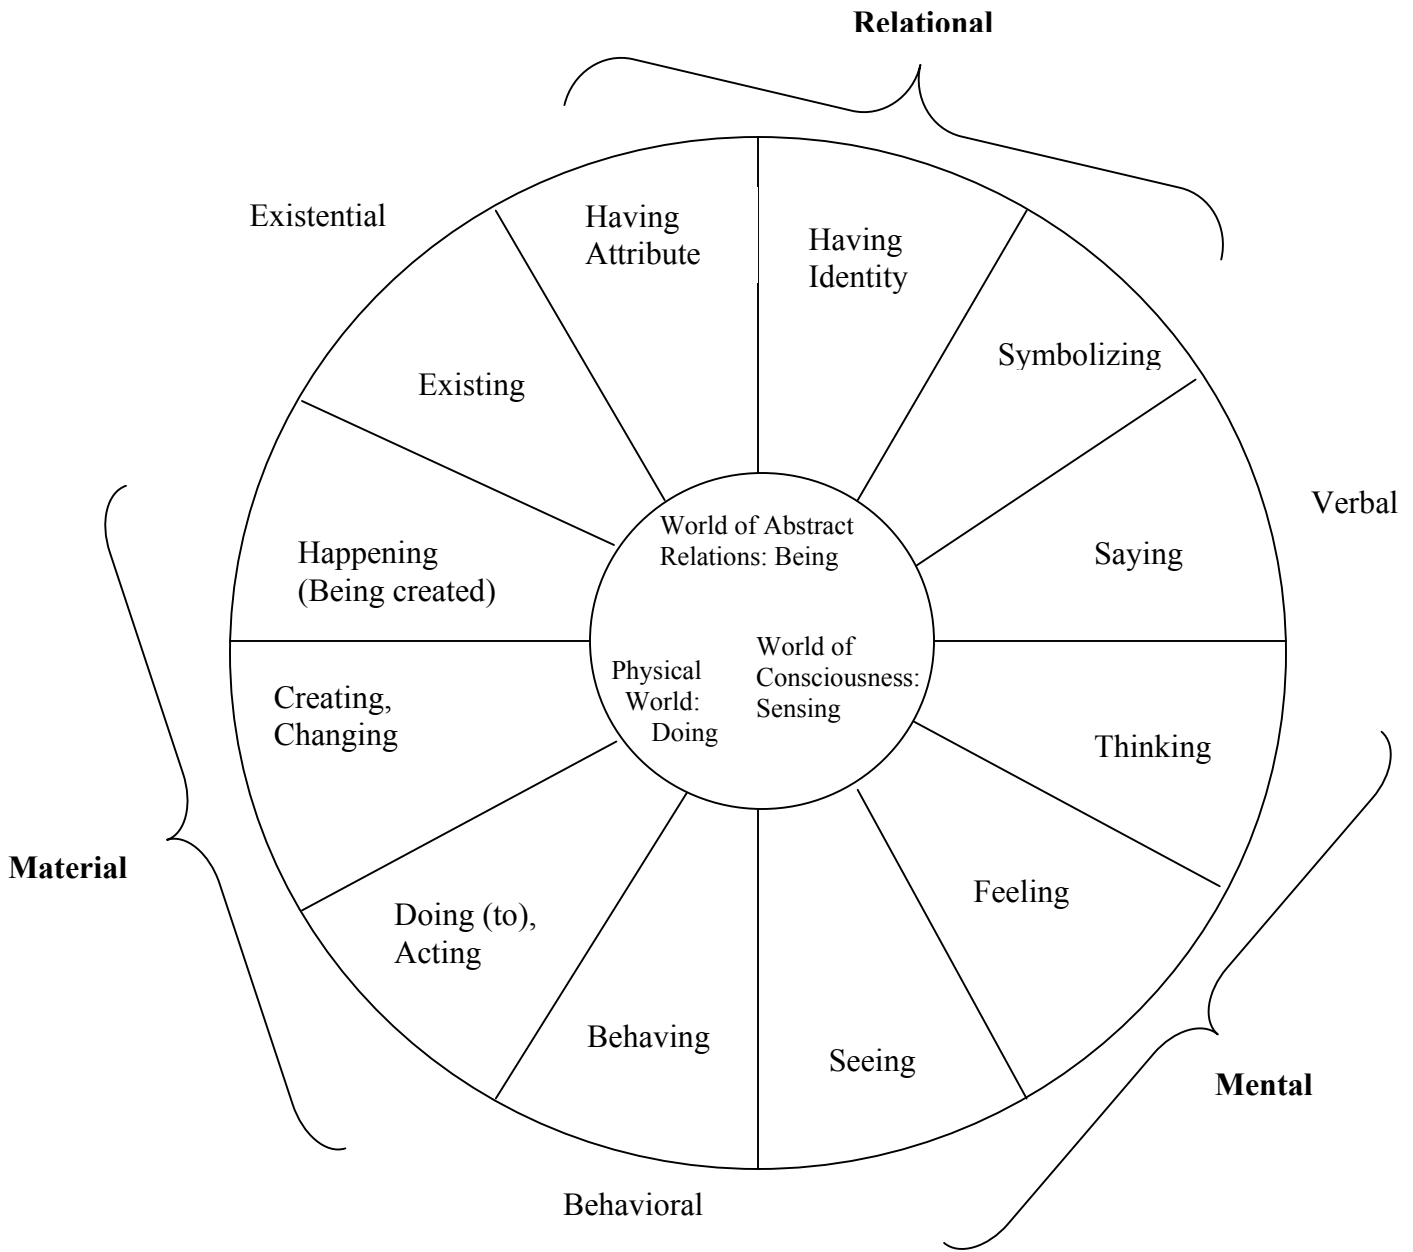 Relational
Existential
Having
Attribute
Having
Identity
Symbolizing
Existing
Verbal
World of Abstract
Relations: Being
Happening
(Being created)
Saying
World of
Consciousness:
Sensing
Physical
World:
Doing
Creating,
Changing
Thinking
Material
Feeling
Doing (to),
Acting
Behaving
Seeing
Mental
Behavioral